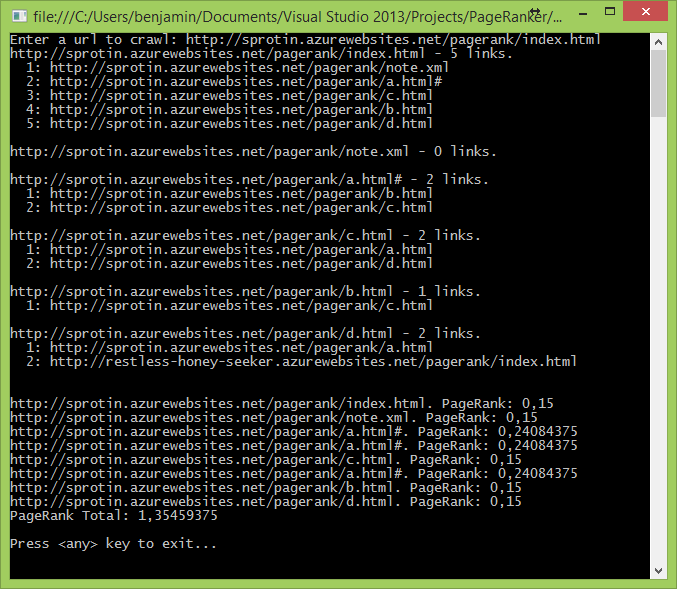 file:///C:/Users/benjamin/Documents/Visual Studio 2013/Projects/PageRanker/...
Enter a url to crawl: http://sprotin.azurewebsites.net/pagerank/index.html
http://sprotin.azurewebsites.net/pagerank/index.html - 5 links.
  1: http://sprotin.azurewebsites.net/pagerank/note.xml
  2: http://sprotin.azurewebsites.net/pagerank/a.html#
  3: http://sprotin.azurewebsites.net/pagerank/c.html
  4: http://sprotin.azurewebsites.net/pagerank/b.html
  5: http://sprotin.azurewebsites.net/pagerank/d.html

http://sprotin.azurewebsites.net/pagerank/note.xml - 0 links.

http://sprotin.azurewebsites.net/pagerank/a.html# - 2 links.
  1: http://sprotin.azurewebsites.net/pagerank/b.html
  2: http://sprotin.azurewebsites.net/pagerank/c.html

http://sprotin.azurewebsites.net/pagerank/c.html - 2 links.
  1: http://sprotin.azurewebsites.net/pagerank/a.html
  2: http://sprotin.azurewebsites.net/pagerank/d.html

http://sprotin.azurewebsites.net/pagerank/b.html - 1 links.
  1: http://sprotin.azurewebsites.net/pagerank/c.html

http://sprotin.azurewebsites.net/pagerank/d.html - 2 links.
  1: http://sprotin.azurewebsites.net/pagerank/a.html
  2: http://restless-honey-seeker.azurewebsites.net/pagerank/index.html

http://sprotin.azurewebsites.net/pagerank/index.html. PageRank: 0,15
http://sprotin.azurewebsites.net/pagerank/note.xml. PageRank: 0,15
http://sprotin.azurewebsites.net/pagerank/a.html#. PageRank: 0,24084375
http://sprotin.azurewebsites.net/pagerank/a.html#. PageRank: 0,24084375
http://sprotin.azurewebsites.net/pagerank/c.html. PageRank: 0,15
http://sprotin.azurewebsites.net/pagerank/a.html#. PageRank: 0,24084375
http://sprotin.azurewebsites.net/pagerank/b.html. PageRank: 0,15
http://sprotin.azurewebsites.net/pagerank/d.html. PageRank: 0,15
PageRank Total: 1,35459375

Press <any> key to exit...